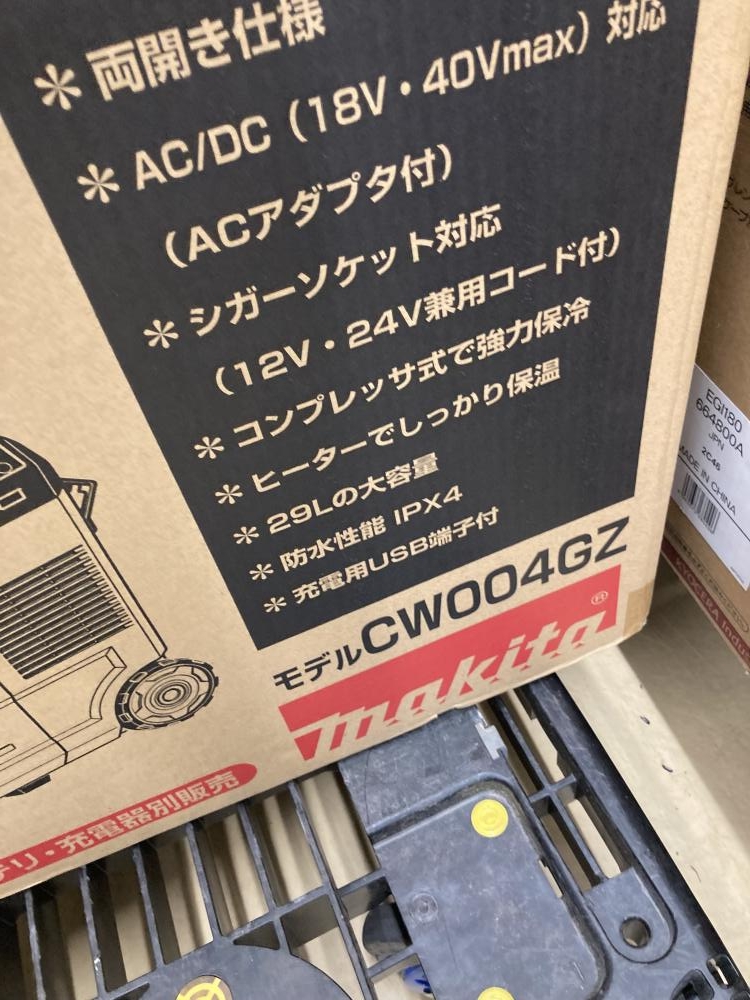 ＊両開き仕様
＊AC/DC（18V・40Vmax）対応
（ACアダプタ付）
＊シガーソケット対応
（12V・24V兼用コード付）
＊コンプレッサ式で強力保冷
＊ヒーターでしっかり保温
＊29Lの大容量
＊防水性能 IPX4
＊充電用USB端子付
モデルCW004GZ
makita®
テリ・充電器別販売
EGI180
664800A
JPN
2C46
MADE IN CHINA
KYOCERA